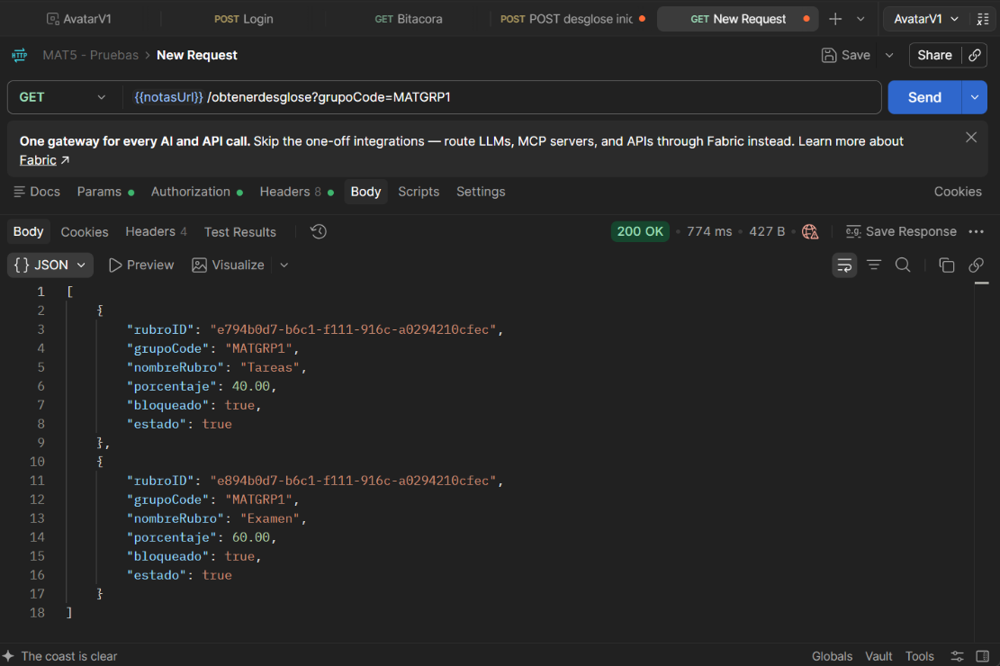 AvatarV1 POST Login GET Bitacora POST POST desglose inic GET New Request AvatarV1
HTTP MAT5 - Pruebas > New Request Save Share
GET {{notasUrl}} /obtenerdesglose?grupoCode=MATGRP1 Send
One gateway for every AI and API call. Skip the one-off integrations — route LLMs, MCP servers, and APIs through Fabric instead. Learn more about
Fabric ↗
Docs Params Authorization Headers 8 Body Scripts Settings Cookies
Body Cookies Headers 4 Test Results 200 OK • 774 ms • 427 B e.g. Save Response
{} JSON Preview Visualize
1 [
2 {
3 "rubroID": "e794b0d7-b6c1-f111-916c-a0294210cfec",
4 "grupoCode": "MATGRP1",
5 "nombreRubro": "Tareas",
6 "porcentaje": 40.00,
7 "bloqueado": true,
8 "estado": true
9 },
10 {
11 "rubroID": "e894b0d7-b6c1-f111-916c-a0294210cfec",
12 "grupoCode": "MATGRP1",
13 "nombreRubro": "Examen",
14 "porcentaje": 60.00,
15 "bloqueado": true,
16 "estado": true
17 }
18 ]
The coast is clear Globals Vault Tools